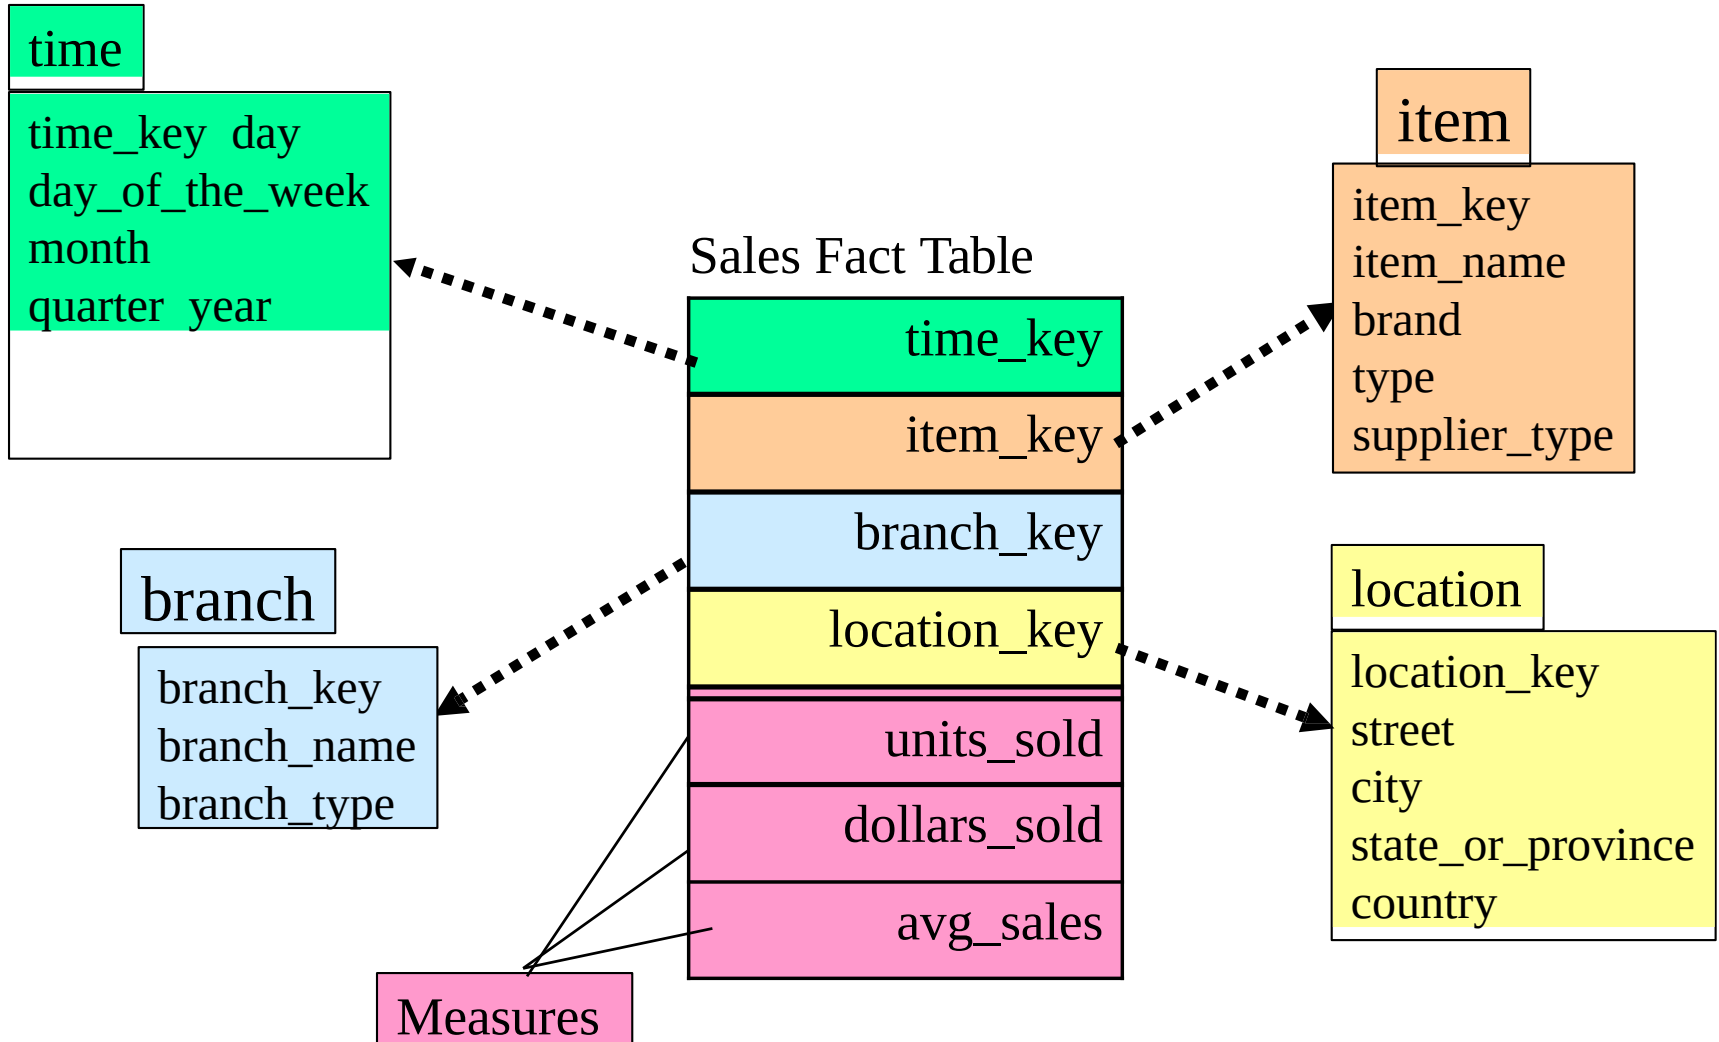 time
time_key day
day_of_the_week
month
quarter year
item
item_key
item_name
brand
type
supplier_type
Sales Fact Table
time_key
item_key
branch_key
location_key
units_sold
dollars_sold
avg_sales
branch
branch_key
branch_name
branch_type
location
location_key
street
city
state_or_province
country
Measures